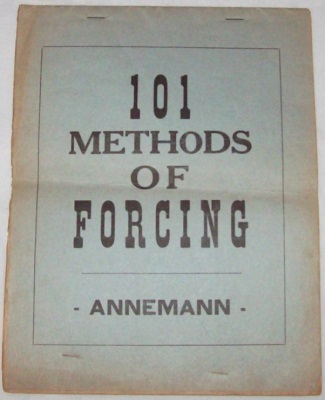 101
METHODS
OF
FORCING
- ANNEMANN -